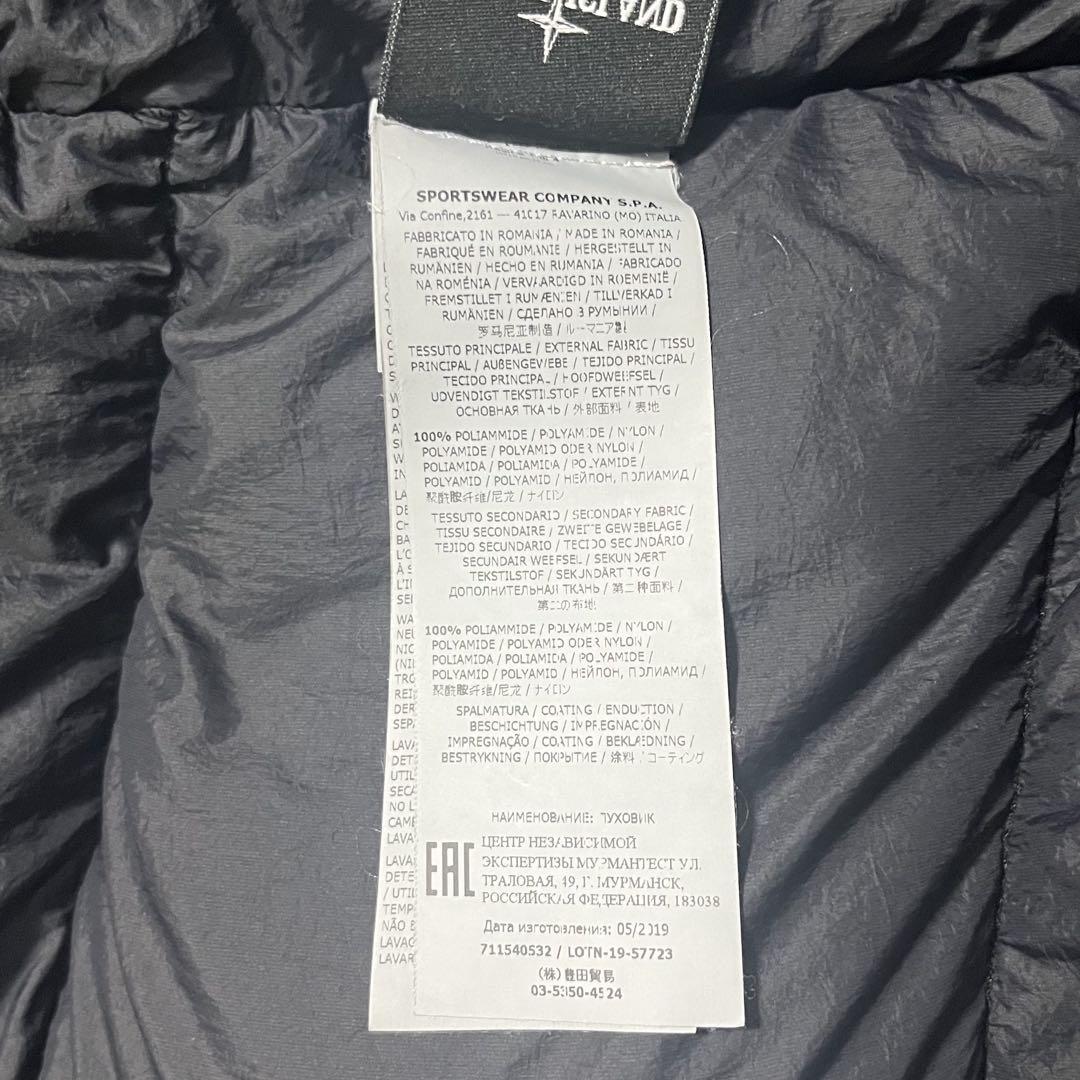 ISLAND
SPORTSWEAR COMPANY S.P.A.
Via Confine,2161 — 41017 RAVARINO (MO) ITALIA
FABBRICATO IN ROMANIA / MADE IN ROMANIA /
FABRIQUÉ EN ROUMANIE / HERGESTELLT IN
RUMÄNIEN / HECHO EN RUMANIA / FABRICADO
NA ROMÉNIA / VERVAARDIGD IN ROEMENIË /
FREMSTILLET I RUMÆNIEN / TILLVERKAD I
RUMÄNIEN / СДЕЛАНО З РУМЫНИИ /
罗马尼亚制造 / ルーマニア製
TESSUTO PRINCIPALE / EXTERNAL FABRIC / TISSU
PRINCIPAL / AUßENGEWEBE / TEJIDO PRINCIPAL /
TECIDO PRINCIPAL / HOOFDWEEFSEL /
UDVENDIGT TEKSTILSTOF / EXTERNT TYG /
ОСНОВНАЯ ТКАНЬ / 外部面料 / 表地
100% POLIAMMIDE / POLYAMIDE / NYLON /
POLYAMIDE / POLYAMID ODER NYLON /
POLIAMIDA / POLIAMIDA / POLYAMIDE /
POLYAMID / POLYAMID / НЕЙЛОН, ПОЛИАМИД /
聚酰胺纤维/尼龙 / ナイロン
TESSUTO SECONDARIO / SECONDARY FABRIC /
TISSU SECONDAIRE / ZWEITE GEWEBELAGE /
TEJIDO SECUNDARIO / TECIDO SECUNDÁRIO /
SECUNDAIR WEEFSEL / SEKUNDÆRT
TEKSTILSTOF / SEKUNDÄRT TYG /
ДОПОЛНИТЕЛЬНАЯ ТКАНЬ / 第二种面料 /
第二の布地
100% POLIAMMIDE / POLYAMIDE / NYLON /
POLYAMIDE / POLYAMID ODER NYLON /
POLIAMIDA / POLIAMIDA / POLYAMIDE /
POLYAMID / POLYAMID / НЕЙЛОН, ПОЛИАМИД /
聚酰胺纤维/尼龙 / ナイロン
SPALMATURA / COATING / ENDUCTION /
BESCHICHTUNG / IMPREGNACIÓN /
IMPREGNAÇÃO / COATING / BEKLÆDNING /
BESTRYKNING / ПОКРЫТИЕ / 涂料 / コーティング
НАИМЕНОВАНИЕ: ПУХОВИК
EAC
ЦЕНТР НЕЗАВИСИМОЙ
ЭКСПЕРТИЗЫ МУРМАНТЕСТ УЛ.
ТРАЛОВАЯ, 49, Г. МУРМАНСК,
РОССИЙСКАЯ ФЕДЕРАЦИЯ, 183038
Дата изготовления: 05/2019
711540532 / LOTN-19-57723
(株) 豊田貿易
03-5350-4524